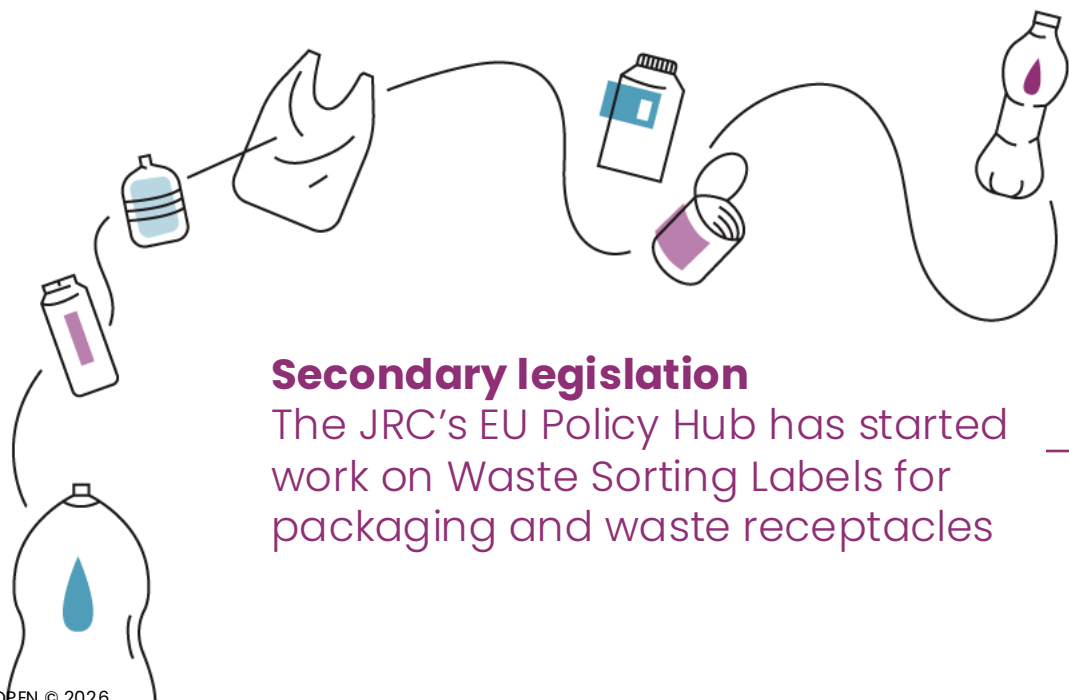 Secondary legislation
The JRC’s EU Policy Hub has started
work on Waste Sorting Labels for
packaging and waste receptacles
© 2026